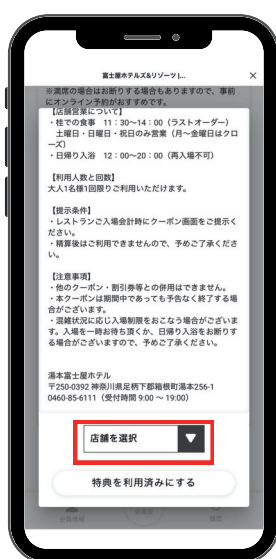 富士屋ホテルズ&リゾーツ |... ×
※満席の場合はお断りする場合もありますので、事前
にオンライン予約がおすすめです。
【店舗営業について】
・桂での食事 11:30~14:00（ラストオーダー）
土曜日・日曜日・祝日のみ営業（月~金曜日はクロ
ーズ）
・日帰り入浴 12:00~20:00（再入場不可）
【利用人数と回数】
大人1名様1回限りご利用いただけます。
【提示条件】
・レストランご入場会計時にクーポン画面をご提示く
ださい。
・精算後はご利用できませんので、予めご了承くださ
い。
【注意事項】
・他のクーポン・割引券等との併用はできません。
・本クーポンは期間中であっても予告なく終了する場
合がございます。
・混雑状況に応じ入場制限をおこなう場合がございま
す。入場を一時お待ち頂くか、日帰り入浴をお断りす
る場合がございますので、予めご了承ください。
湯本富士屋ホテル
〒250-0392 神奈川県足柄下郡箱根町湯本256-1
0460-85-6111（受付時間 9:00 ~ 19:00）
店舗を選択 ▼
特典を利用済みにする
会員情報
履歴